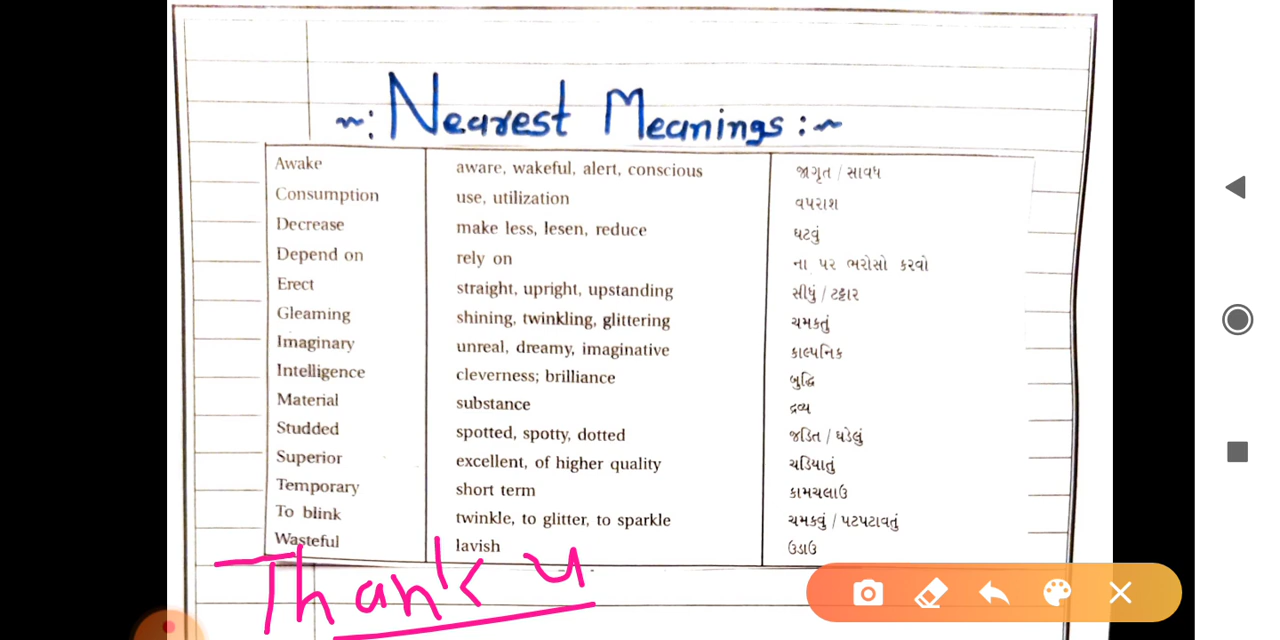 ~: Nearest Meanings :~
Awake aware, wakeful, alert, conscious જાગૃત / સાવધ
Consumption use, utilization વપરાશ
Decrease make less, lesen, reduce ઘટવું
Depend on rely on ના પર ભરોસો કરવો
Erect straight, upright, upstanding સીધું / ટટ્ટાર
Gleaming shining, twinkling, glittering ચમકતું
Imaginary unreal, dreamy, imaginative કાલ્પનિક
Intelligence cleverness; brilliance બુદ્ધિ
Material substance દ્રવ્ય
Studded spotted, spotty, dotted જડિત / ઘડેલું
Superior excellent, of higher quality ચડિયાતું
Temporary short term કામચલાઉ
To blink twinkle, to glitter, to sparkle ચમકવું / પટપટાવતું
Wasteful lavish ઉડાઉ
Thank u